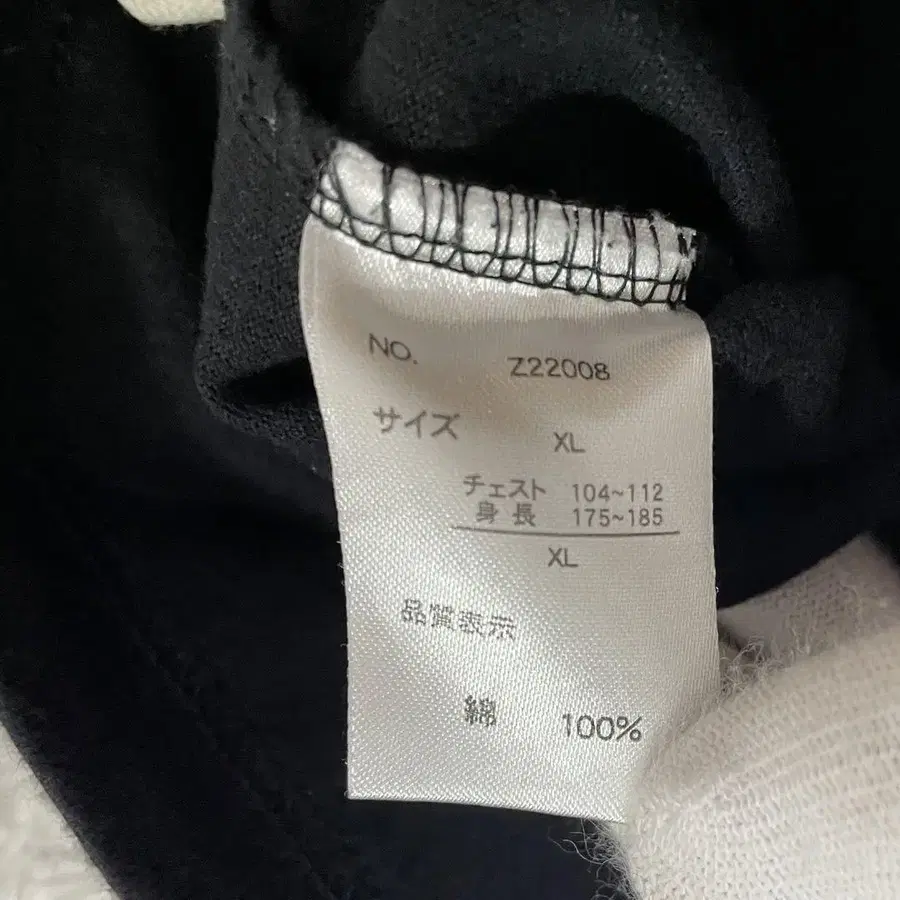 NO. Z22008
サイズ XL
チェスト 104~112
身長 175~185
XL
品質表示
綿 100%